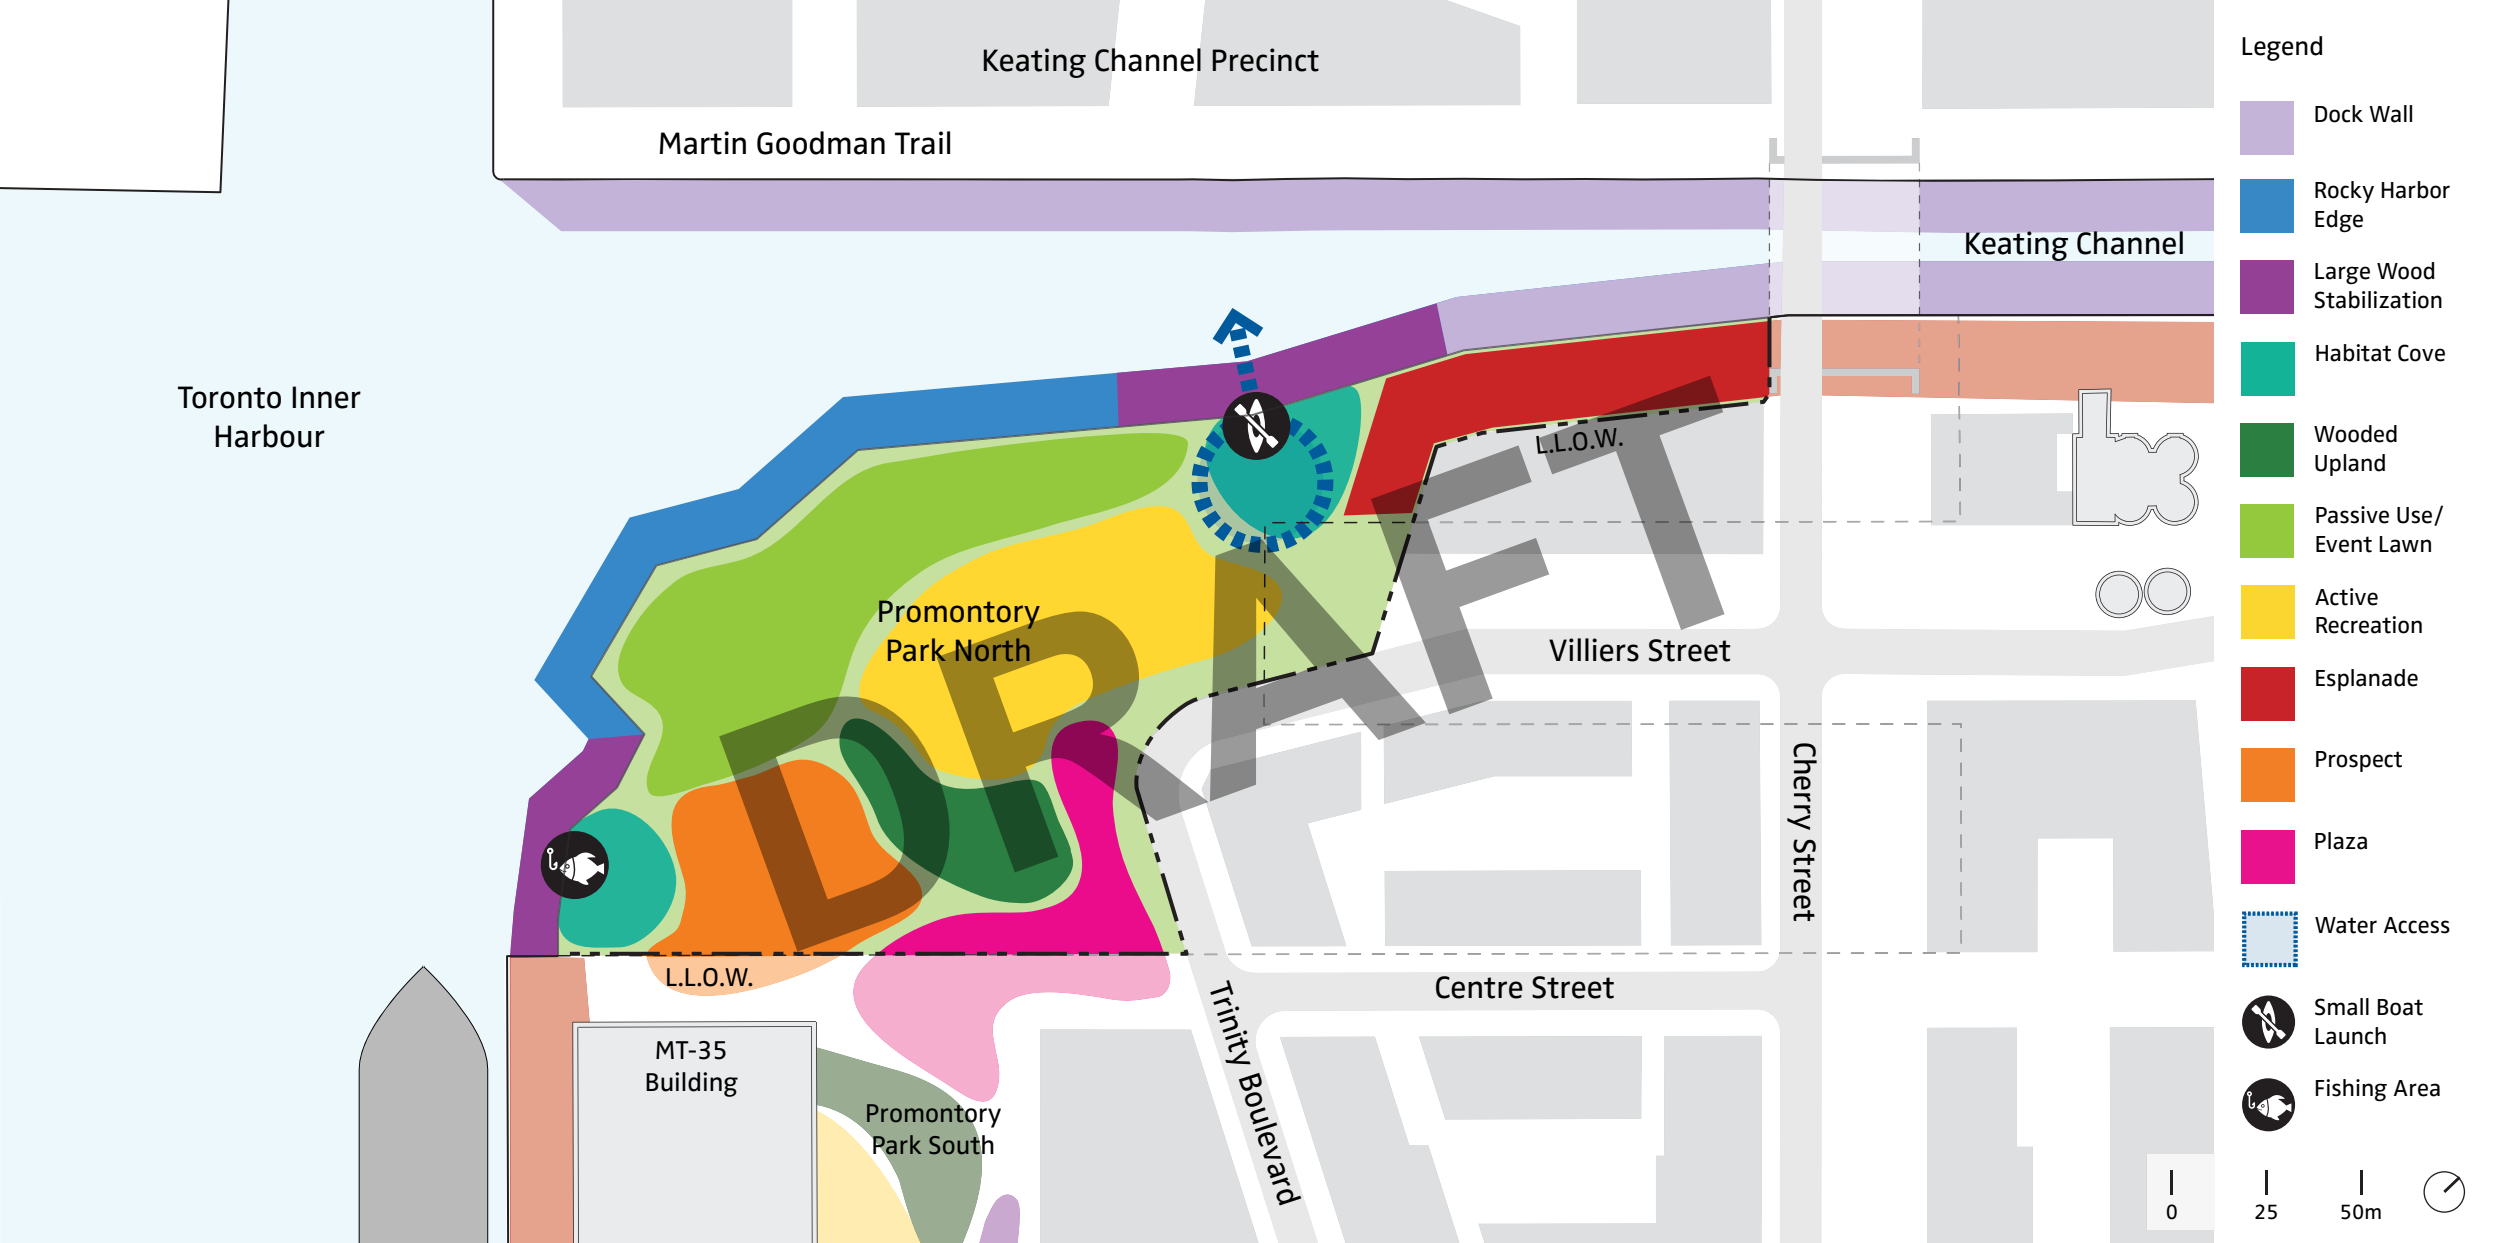 Keating Channel Precinct
Martin Goodman Trail
Keating Channel
Toronto Inner
Harbour
L.L.O.W.
Promontory
Park North
Villiers Street
DRAFT
Cherry Street
L.L.O.W.
Centre Street
Trinity Boulevard
MT-35
Building
Promontory
Park South
Legend
Dock Wall
Rocky Harbor
Edge
Large Wood
Stabilization
Habitat Cove
Wooded
Upland
Passive Use/
Event Lawn
Active
Recreation
Esplanade
Prospect
Plaza
Water Access
Small Boat
Launch
Fishing Area
0 25 50m